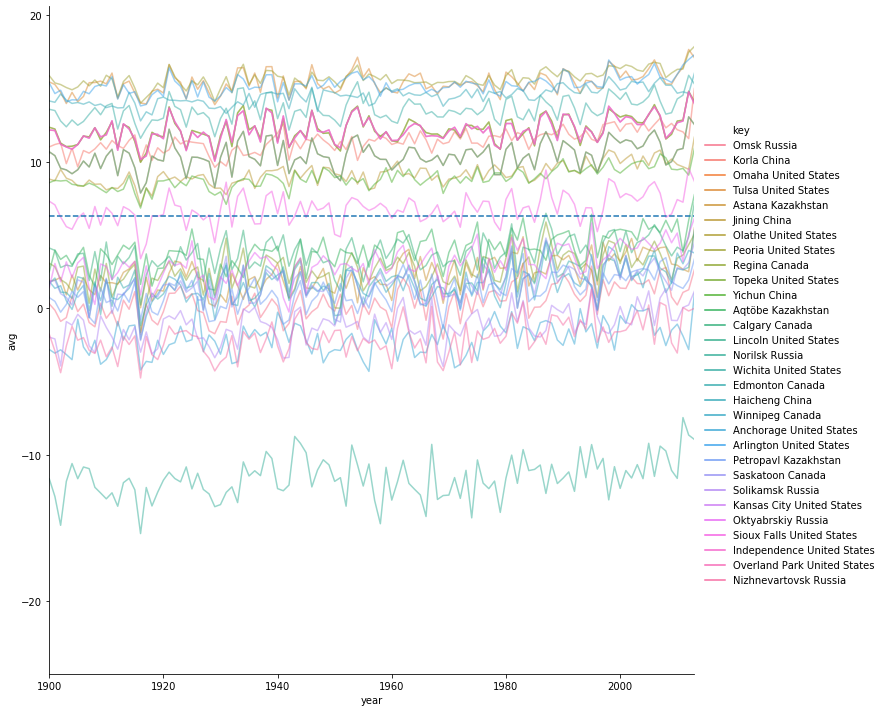 20
10
0
−10
−20
avg
1900
1920
1940
1960
1980
2000
year
key
Omsk Russia
Korla China
Omaha United States
Tulsa United States
Astana Kazakhstan
Jining China
Olathe United States
Peoria United States
Regina Canada
Topeka United States
Yichun China
Aqtöbe Kazakhstan
Calgary Canada
Lincoln United States
Norilsk Russia
Wichita United States
Edmonton Canada
Haicheng China
Winnipeg Canada
Anchorage United States
Arlington United States
Petropavl Kazakhstan
Saskatoon Canada
Solikamsk Russia
Kansas City United States
Oktyabrskiy Russia
Sioux Falls United States
Independence United States
Overland Park United States
Nizhnevartovsk Russia